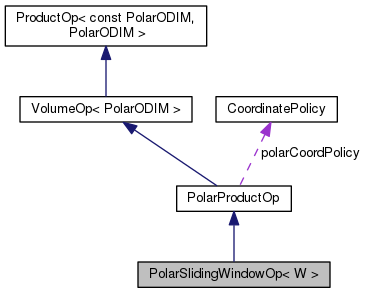 ProductOp< const PolarODIM,
PolarODIM >
VolumeOp< PolarODIM >
CoordinatePolicy
polarCoordPolicy
PolarProductOp
PolarSlidingWindowOp< W >